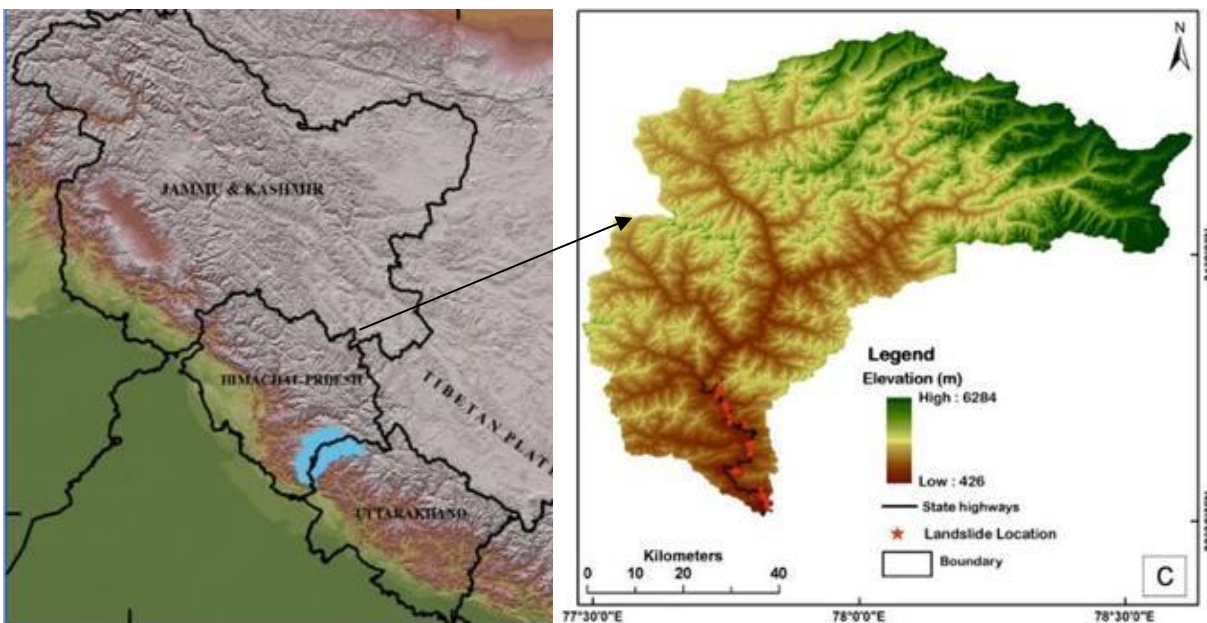 JAMMU & KASHMIR
HIMACHAL-PRDESH
TIBETAN PLATE
UTTARAKHAND
N
Legend
Elevation (m)
High : 6284
Low : 426
State highways
Landslide Location
Boundary
Kilometers
0 10 20 40
C
77°30'0"E 78°0'0"E 78°30'0"E